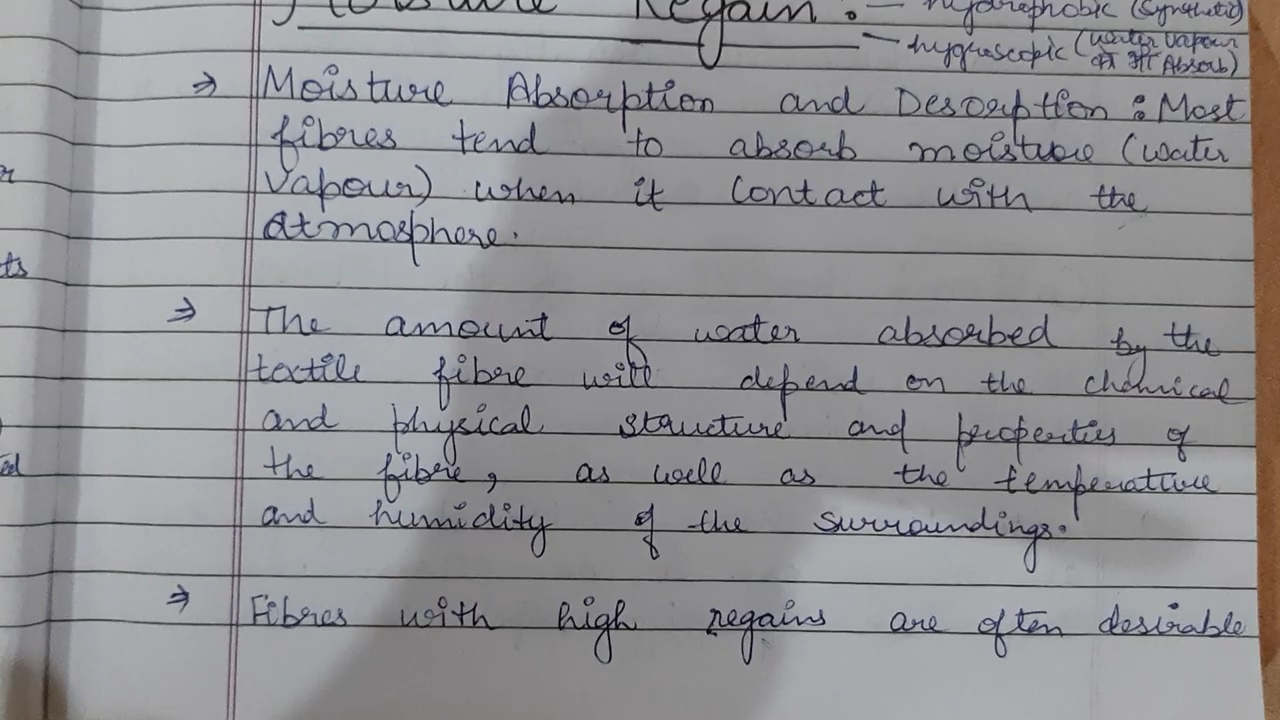 Regain :- hydrophobic (Synthetic)
- hygroscopic (water vapour
को भी Absorb)
⇒ Moisture Absorption and Desorption : Most
fibres tend to absorb moisture (water
Vapour) when it contact with the
atmosphere.
⇒ The amount of water absorbed by the
textile fibre will depend on the chemical
and physical structure and properties of
the fibre, as well as the temperature
and humidity of the surroundings.
⇒ Fibres with high regains are often desirable